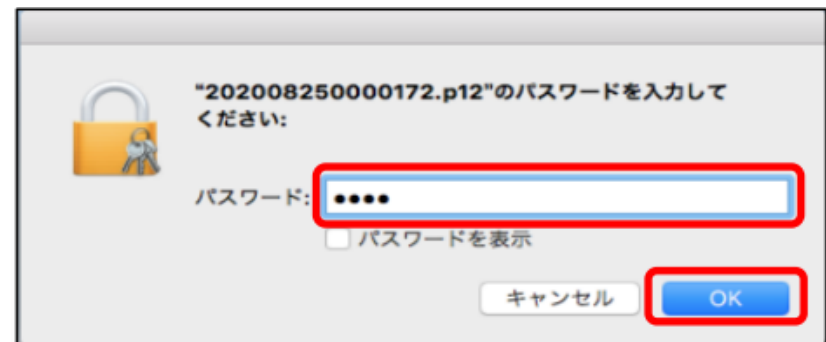 "202008250000172.p12"のパスワードを入力して
ください:
パスワード: ••••
パスワードを表示
キャンセル OK